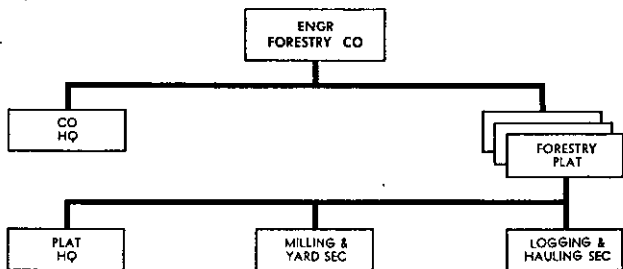 ENGR
FORESTRY CO
CO
HQ
FORESTRY
PLAT
PLAT
HQ
MILLING &
YARD SEC
LOGGING &
HAULING SEC